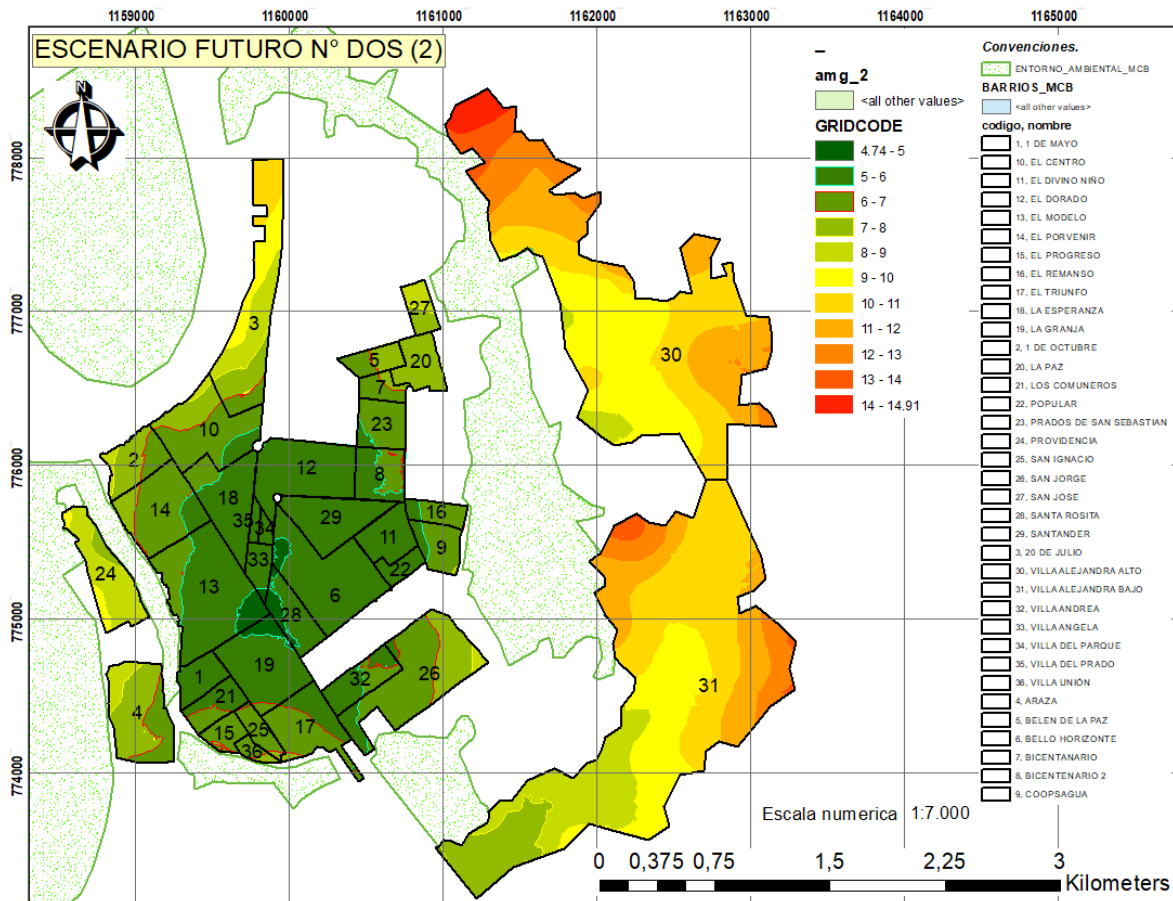 1159000 1160000 1161000 1162000 1163000 1164000 1165000
ESCENARIO FUTURO N° DOS (2)
N
778000
777000
776000
775000
774000
3
27
5
20
7
30
10
23
2
12
8
14
18
35
34
29
16
11
9
33
24
22
13
6
28
19
1
32
26
31
21
4
15
25
17
36
–
am g_2
<all other values>
GRIDCODE
4.74 - 5
5 - 6
6 - 7
7 - 8
8 - 9
9 - 10
10 - 11
11 - 12
12 - 13
13 - 14
14 - 14.91
Convenciones.
ENTORNO_AMBIENTAL_MCB
BARRIOS_MCB
<all other values>
codigo, nombre
1, 1 DE MAYO
10, EL CENTRO
11, EL DIVINO NIÑO
12, EL DORADO
13, EL MODELO
14, EL PORVENIR
15, EL PROGRESO
16, EL REMANSO
17, EL TRIUNFO
18, LA ESPERANZA
19, LA GRANJA
2, 1 DE OCTUBRE
20, LA PAZ
21, LOS COMUNEROS
22, POPULAR
23, PRADOS DE SAN SEBASTIAN
24, PROVIDENCIA
25, SAN IGNACIO
26, SAN JORGE
27, SAN JOSE
28, SANTA ROSITA
29, SANTANDER
3, 20 DE JULIO
30, VILLA ALEJANDRA ALTO
31, VILLA ALEJANDRA BAJO
32, VILLA ANDREA
33, VILLA ANGELA
34, VILLA DEL PARQUE
35, VILLA DEL PRADO
36, VILLA UNIÓN
4, ARAZA
5, BELEN DE LA PAZ
6, BELLO HORIZONTE
7, BICENTANARIO
8, BICENTENARIO 2
9, COOPSAGUA
Escala numerica 1:7.000
0 0,375 0,75 1,5 2,25 3
Kilometers